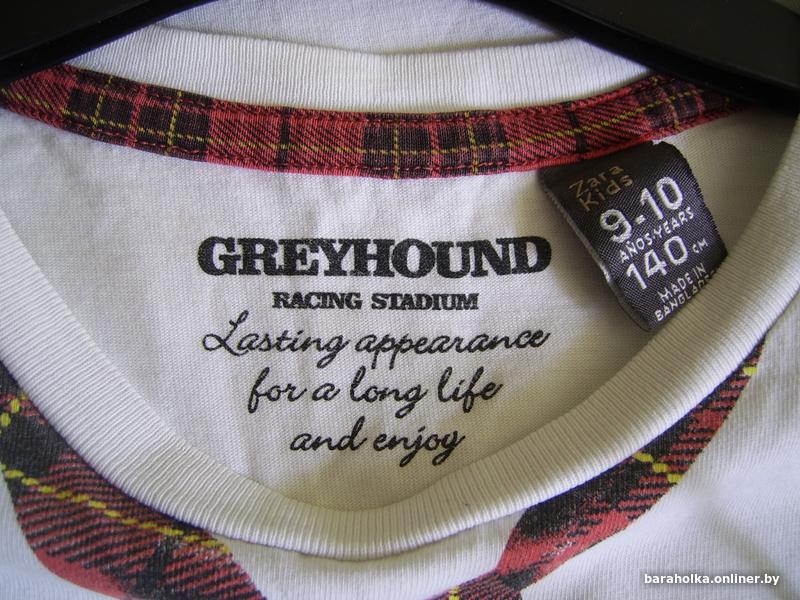 GREYHOUND
RACING STADIUM
Lasting appearance
for a long life
and enjoy
Zara
Kids
9-10
AÑOS-YEARS
140 CM
MADE IN
BANGLADESH
baraholka.onliner.by